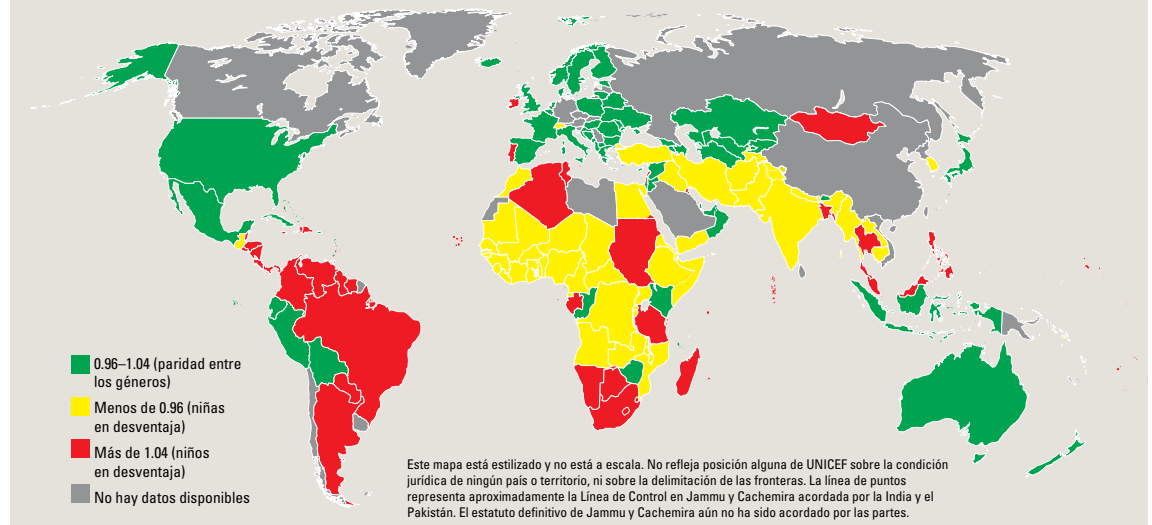 0.96–1.04 (paridad entre
los géneros)
Menos de 0.96 (niñas
en desventaja)
Más de 1.04 (niños
en desventaja)
No hay datos disponibles
Este mapa está estilizado y no está a escala. No refleja posición alguna de UNICEF sobre la condición
jurídica de ningún país o territorio, ni sobre la delimitación de las fronteras. La línea de puntos
representa aproximadamente la Línea de Control en Jammu y Cachemira acordada por la India y el
Pakistán. El estatuto definitivo de Jammu y Cachemira aún no ha sido acordado por las partes.